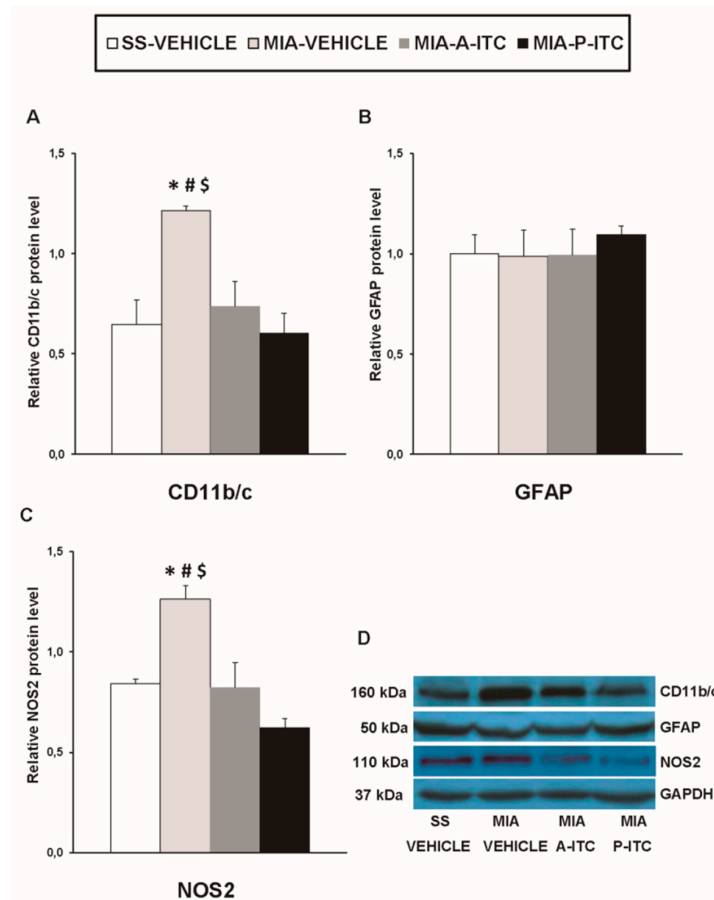 SS-VEHICLE MIA-VEHICLE MIA-A-ITC MIA-P-ITC
A
Relative CD11b/c protein level
1,5
* # $
1,0
0,5
0,0
CD11b/c
B
Relative GFAP protein level
1,5
1,0
0,5
0,0
GFAP
C
Relative NOS2 protein level
1,5
* # $
1,0
0,5
0,0
NOS2
D
160 kDa CD11b/c
50 kDa GFAP
110 kDa NOS2
37 kDa GAPDH
SS MIA MIA MIA
VEHICLE VEHICLE A-ITC P-ITC